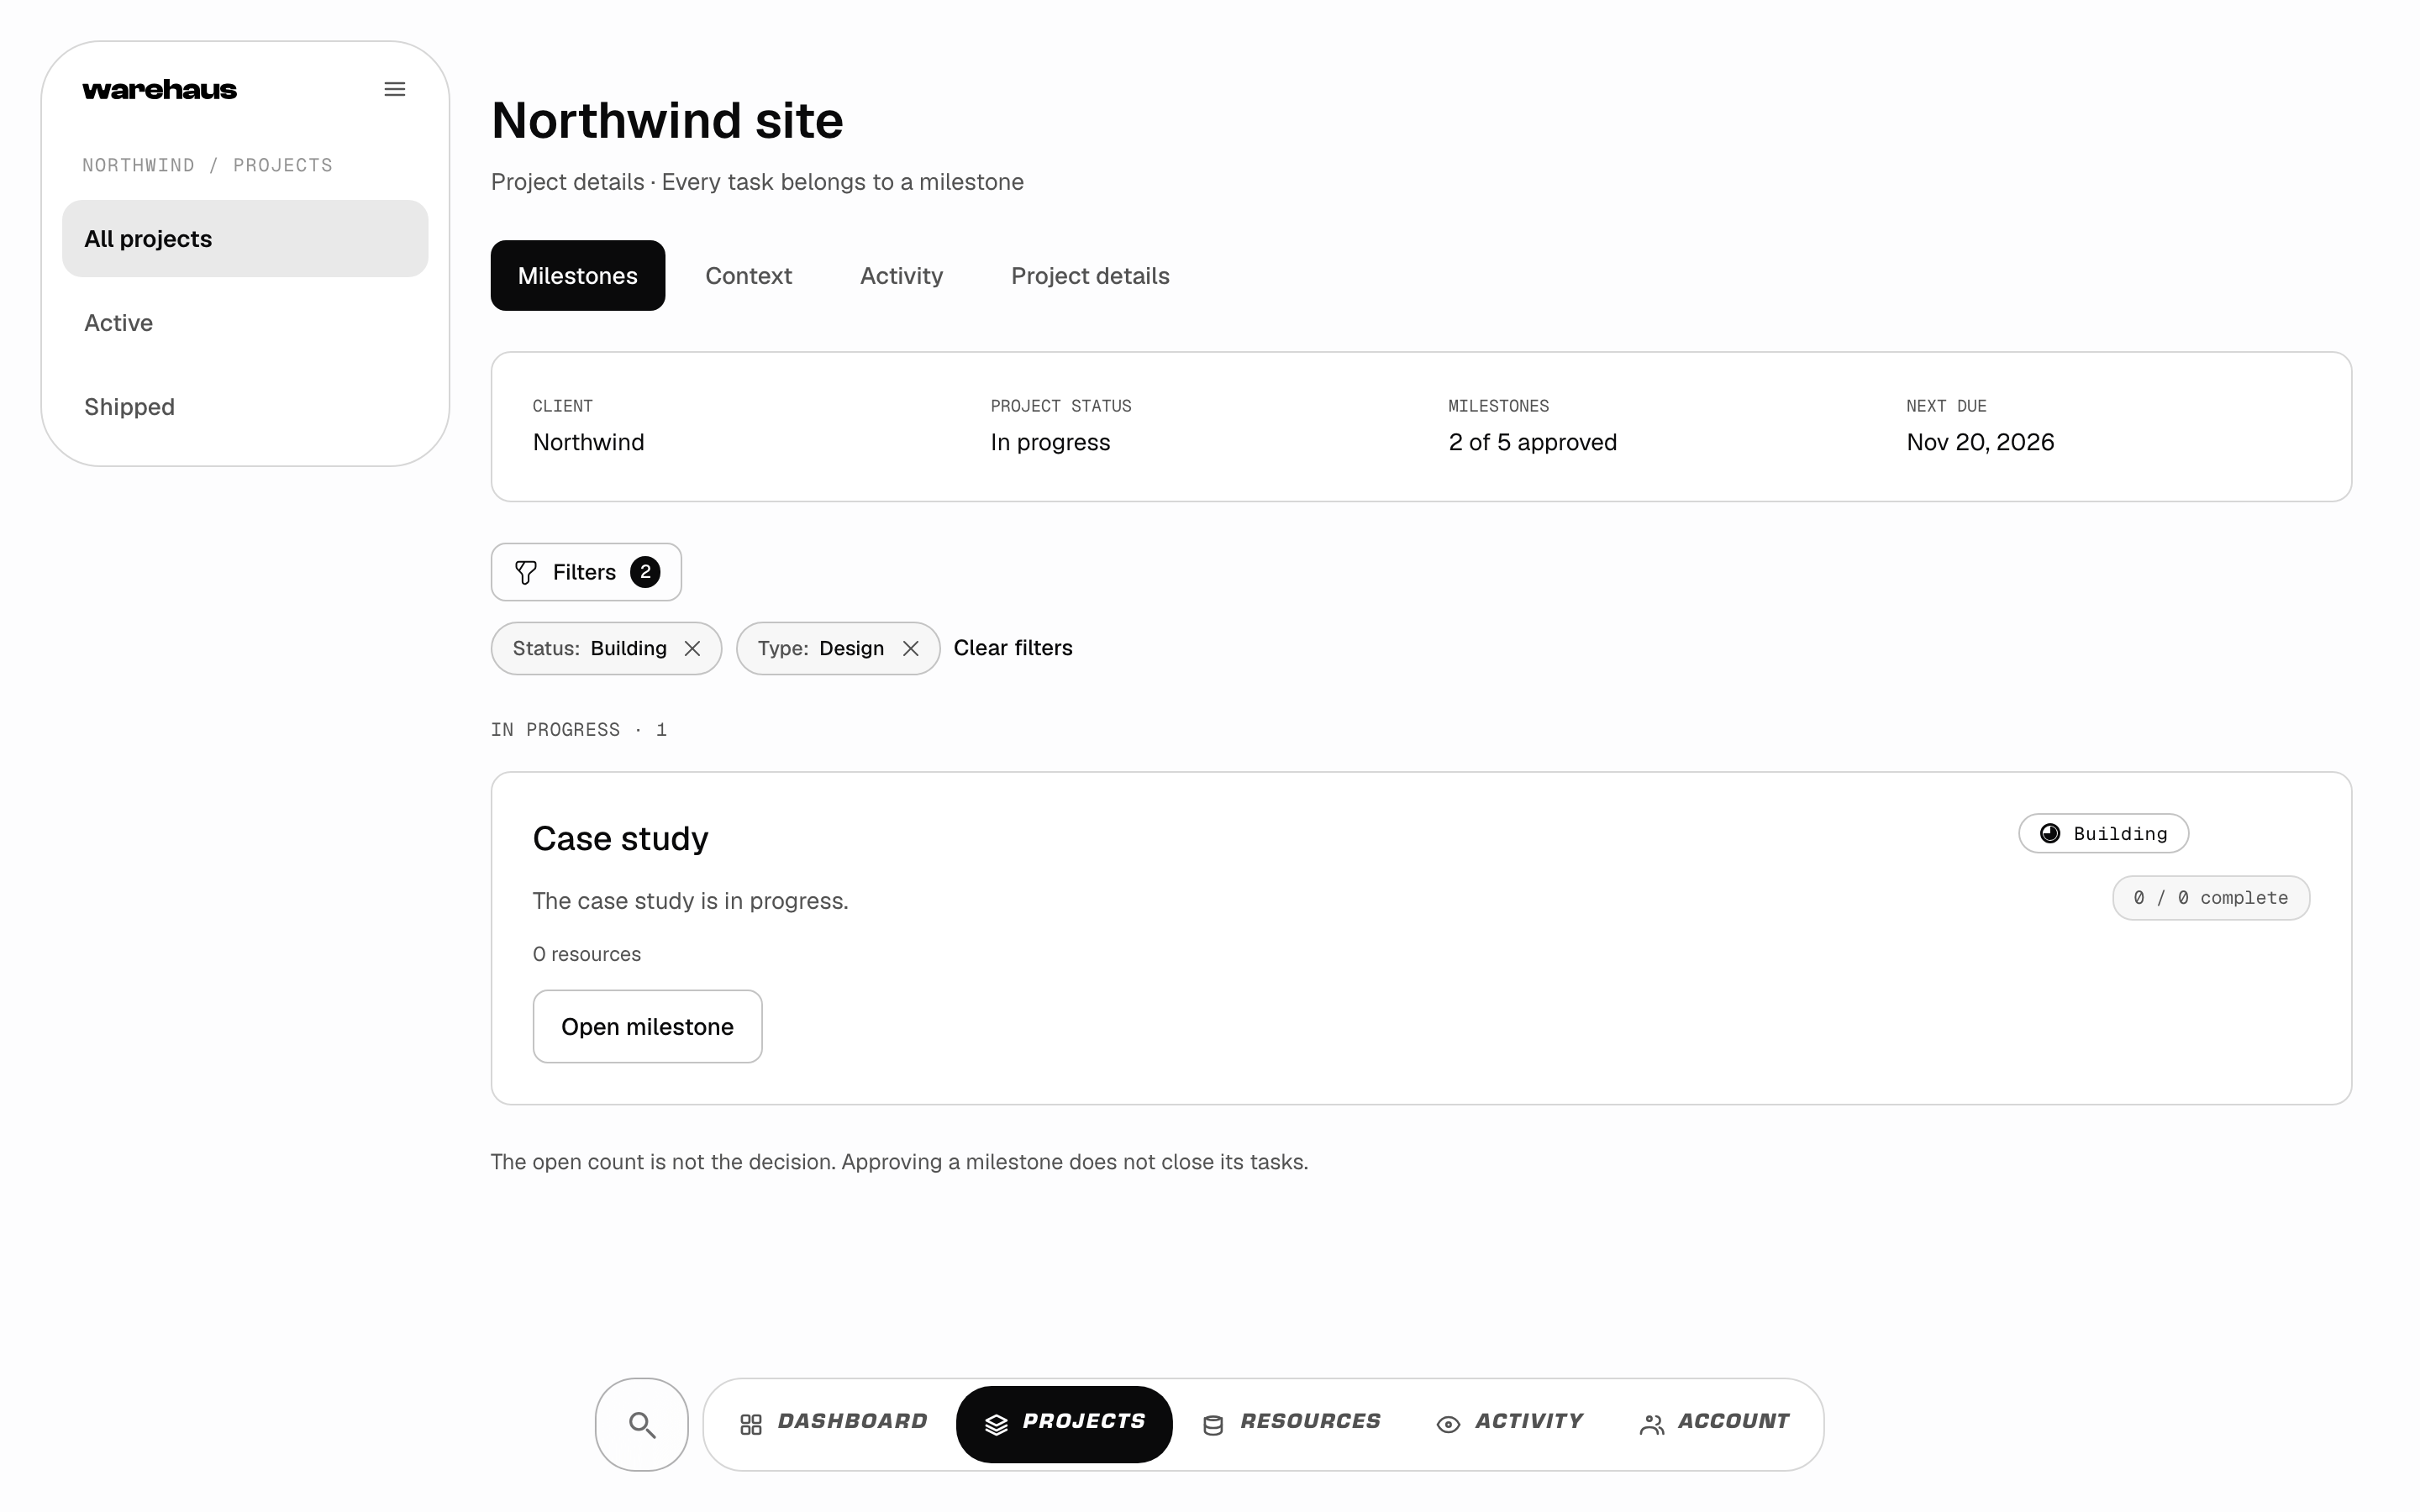 warehaus
NORTHWIND / PROJECTS
All projects
Active
Shipped
Northwind site
Project details · Every task belongs to a milestone
Milestones
Context
Activity
Project details
CLIENT
Northwind
PROJECT STATUS
In progress
MILESTONES
2 of 5 approved
NEXT DUE
Nov 20, 2026
Filters 2
Status: Building
Type: Design
Clear filters
IN PROGRESS · 1
Case study
Building
The case study is in progress.
0 / 0 complete
0 resources
Open milestone
The open count is not the decision. Approving a milestone does not close its tasks.
DASHBOARD
PROJECTS
RESOURCES
ACTIVITY
ACCOUNT